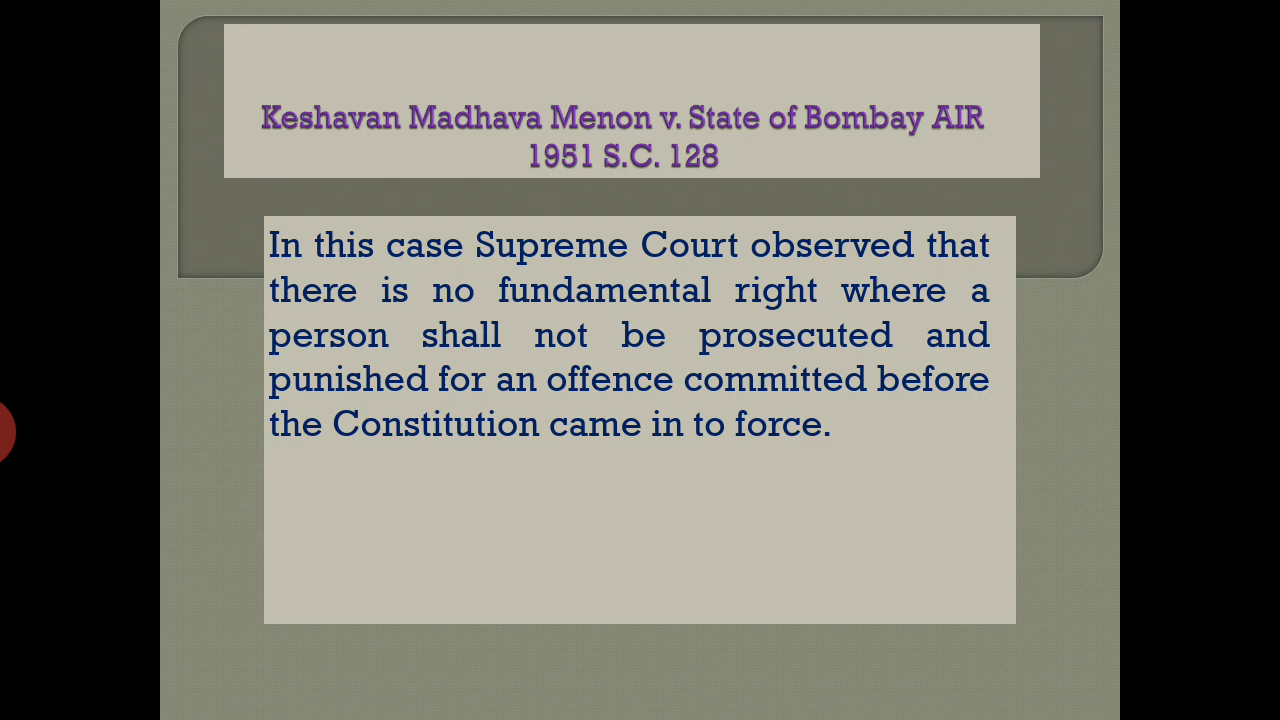 Keshavan Madhava Menon v. State of Bombay AIR
1951 S.C. 128
In this case Supreme Court observed that
there is no fundamental right where a
person shall not be prosecuted and
punished for an offence committed before
the Constitution came in to force.